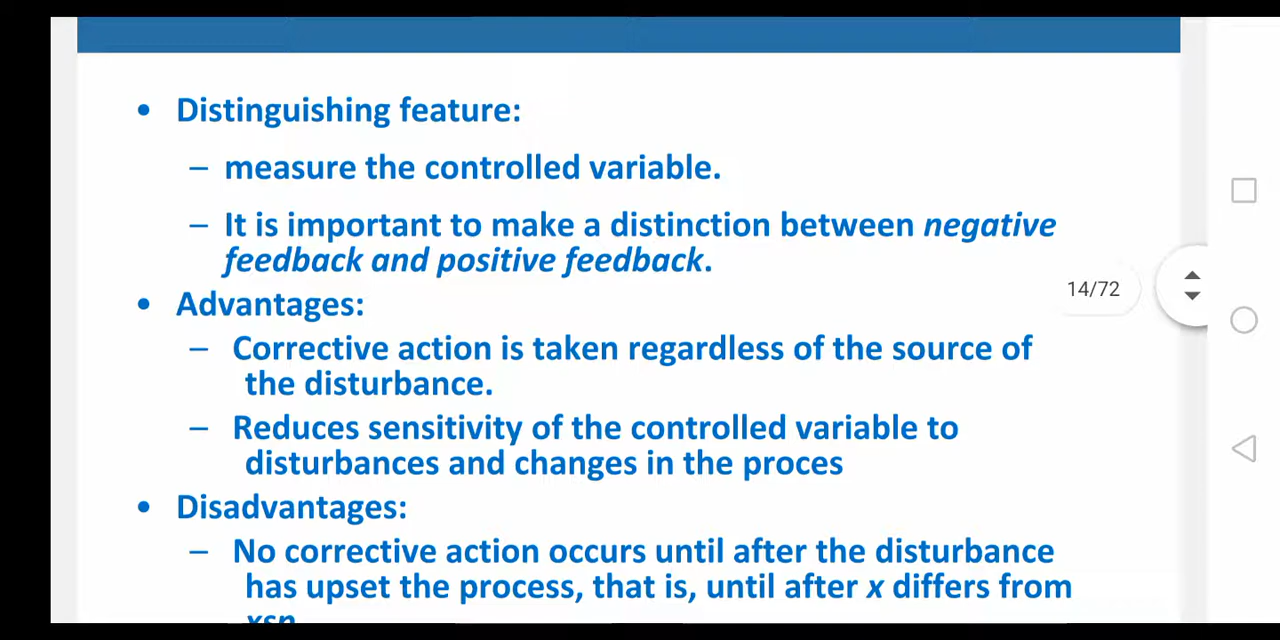 • Distinguishing feature:
– measure the controlled variable.
– It is important to make a distinction between negative
feedback and positive feedback.
14/72
• Advantages:
– Corrective action is taken regardless of the source of
the disturbance.
– Reduces sensitivity of the controlled variable to
disturbances and changes in the proces
• Disadvantages:
– No corrective action occurs until after the disturbance
has upset the process, that is, until after x differs from
xsp